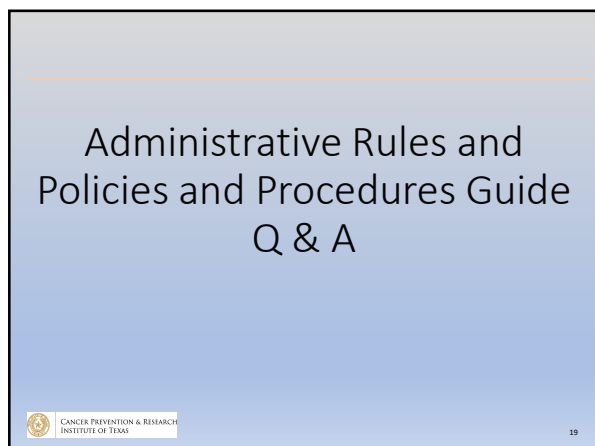 Administrative Rules and
Policies and Procedures Guide
Q & A
CANCER PREVENTION & RESEARCH
INSTITUTE OF TEXAS
19